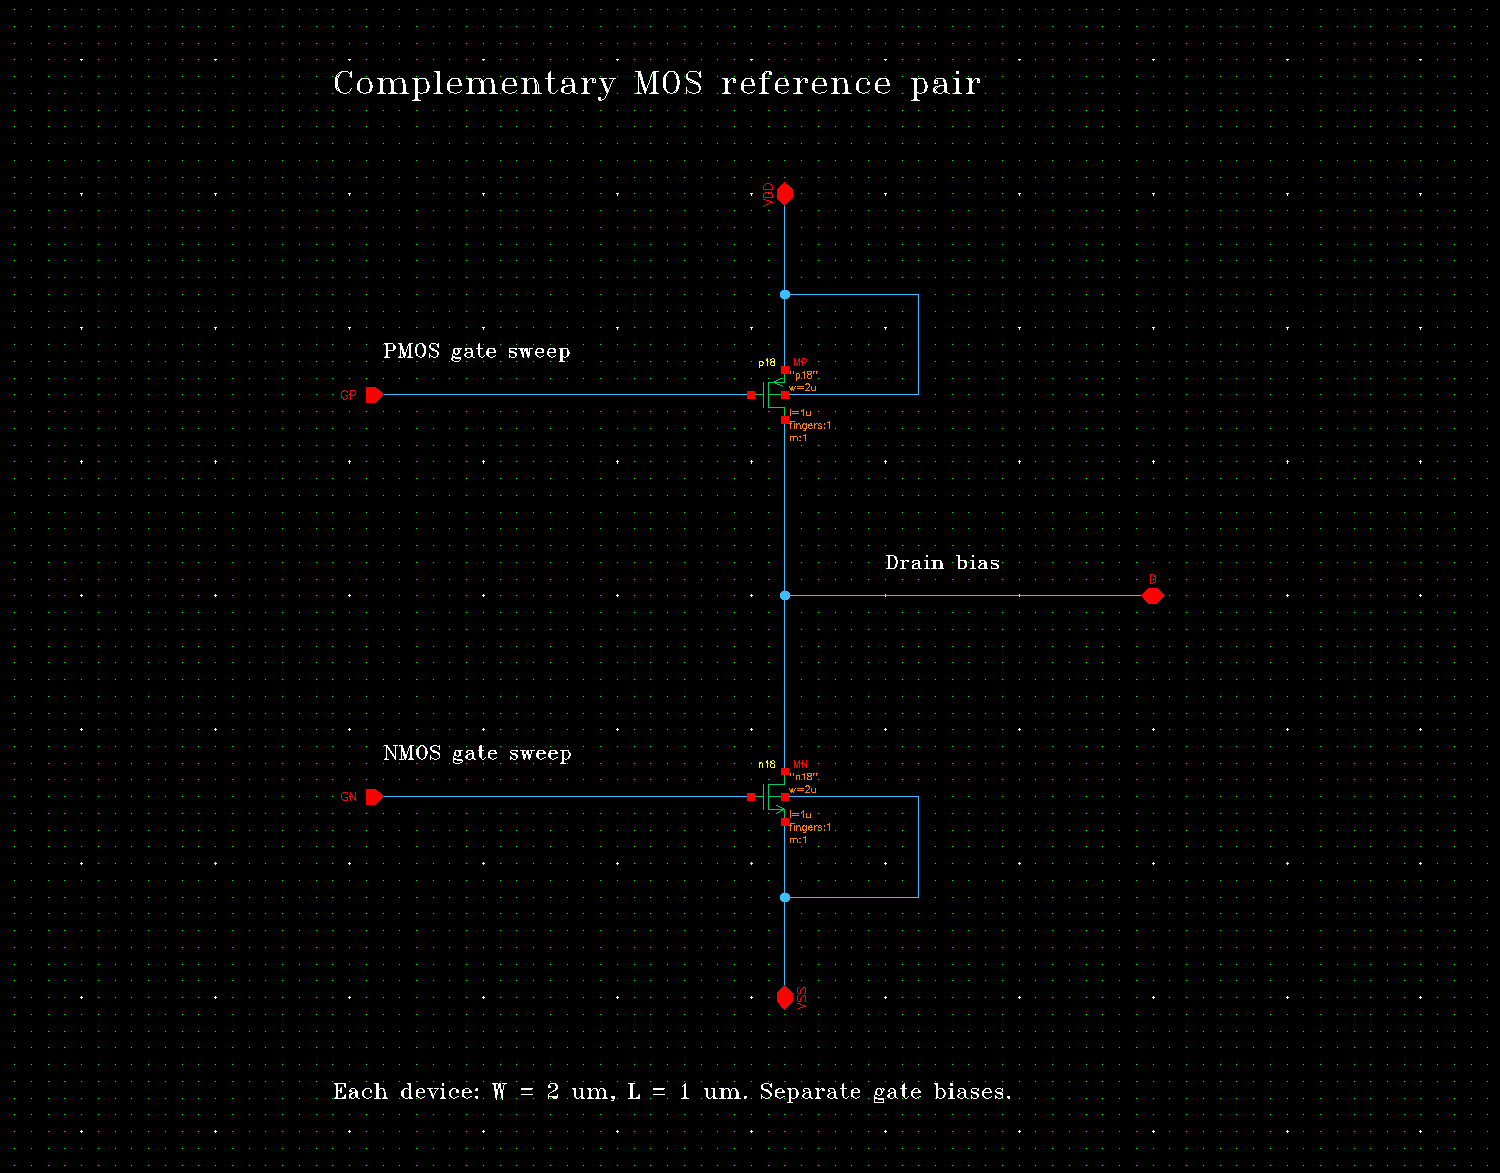 Complementary MOS reference pair
VDD
PMOS gate sweep
p18 MP
"p18"
w=2u
GP
l=1u
fingers:1
m:1
Drain bias
D
NMOS gate sweep
n18 MN
"n18"
w=2u
GN
l=1u
fingers:1
m:1
VSS
Each device: W = 2 um, L = 1 um. Separate gate biases.